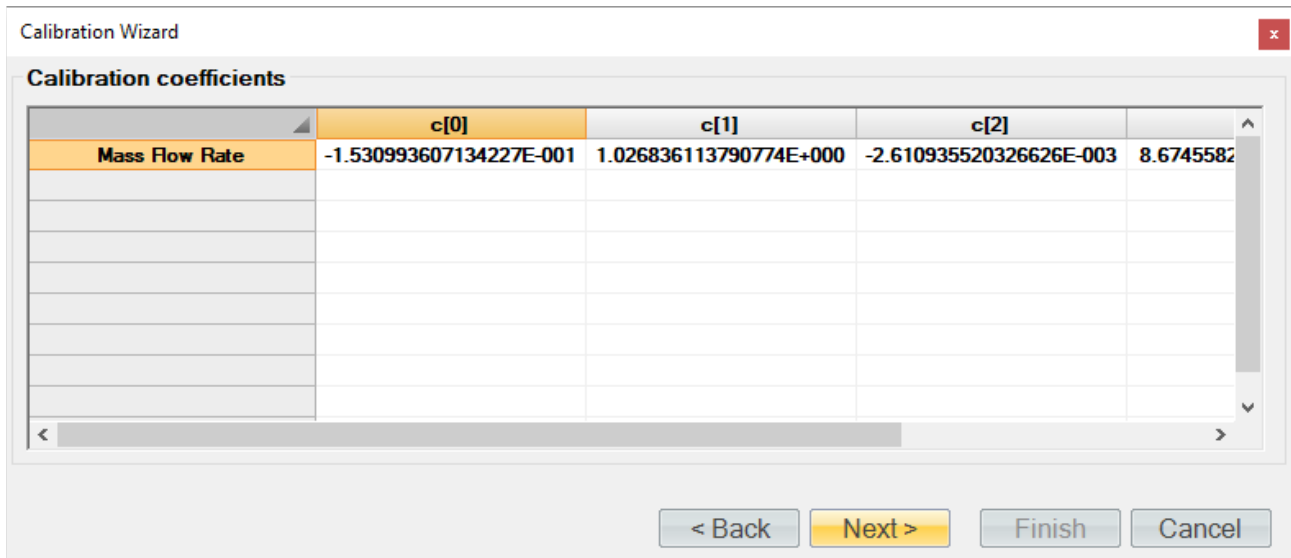 Calibration Wizard
x
Calibration coefficients
c[0] c[1] c[2]
Mass Flow Rate -1.530993607134227E-001 1.026836113790774E+000 -2.610935520326626E-003 8.6745582
< Back Next > Finish Cancel